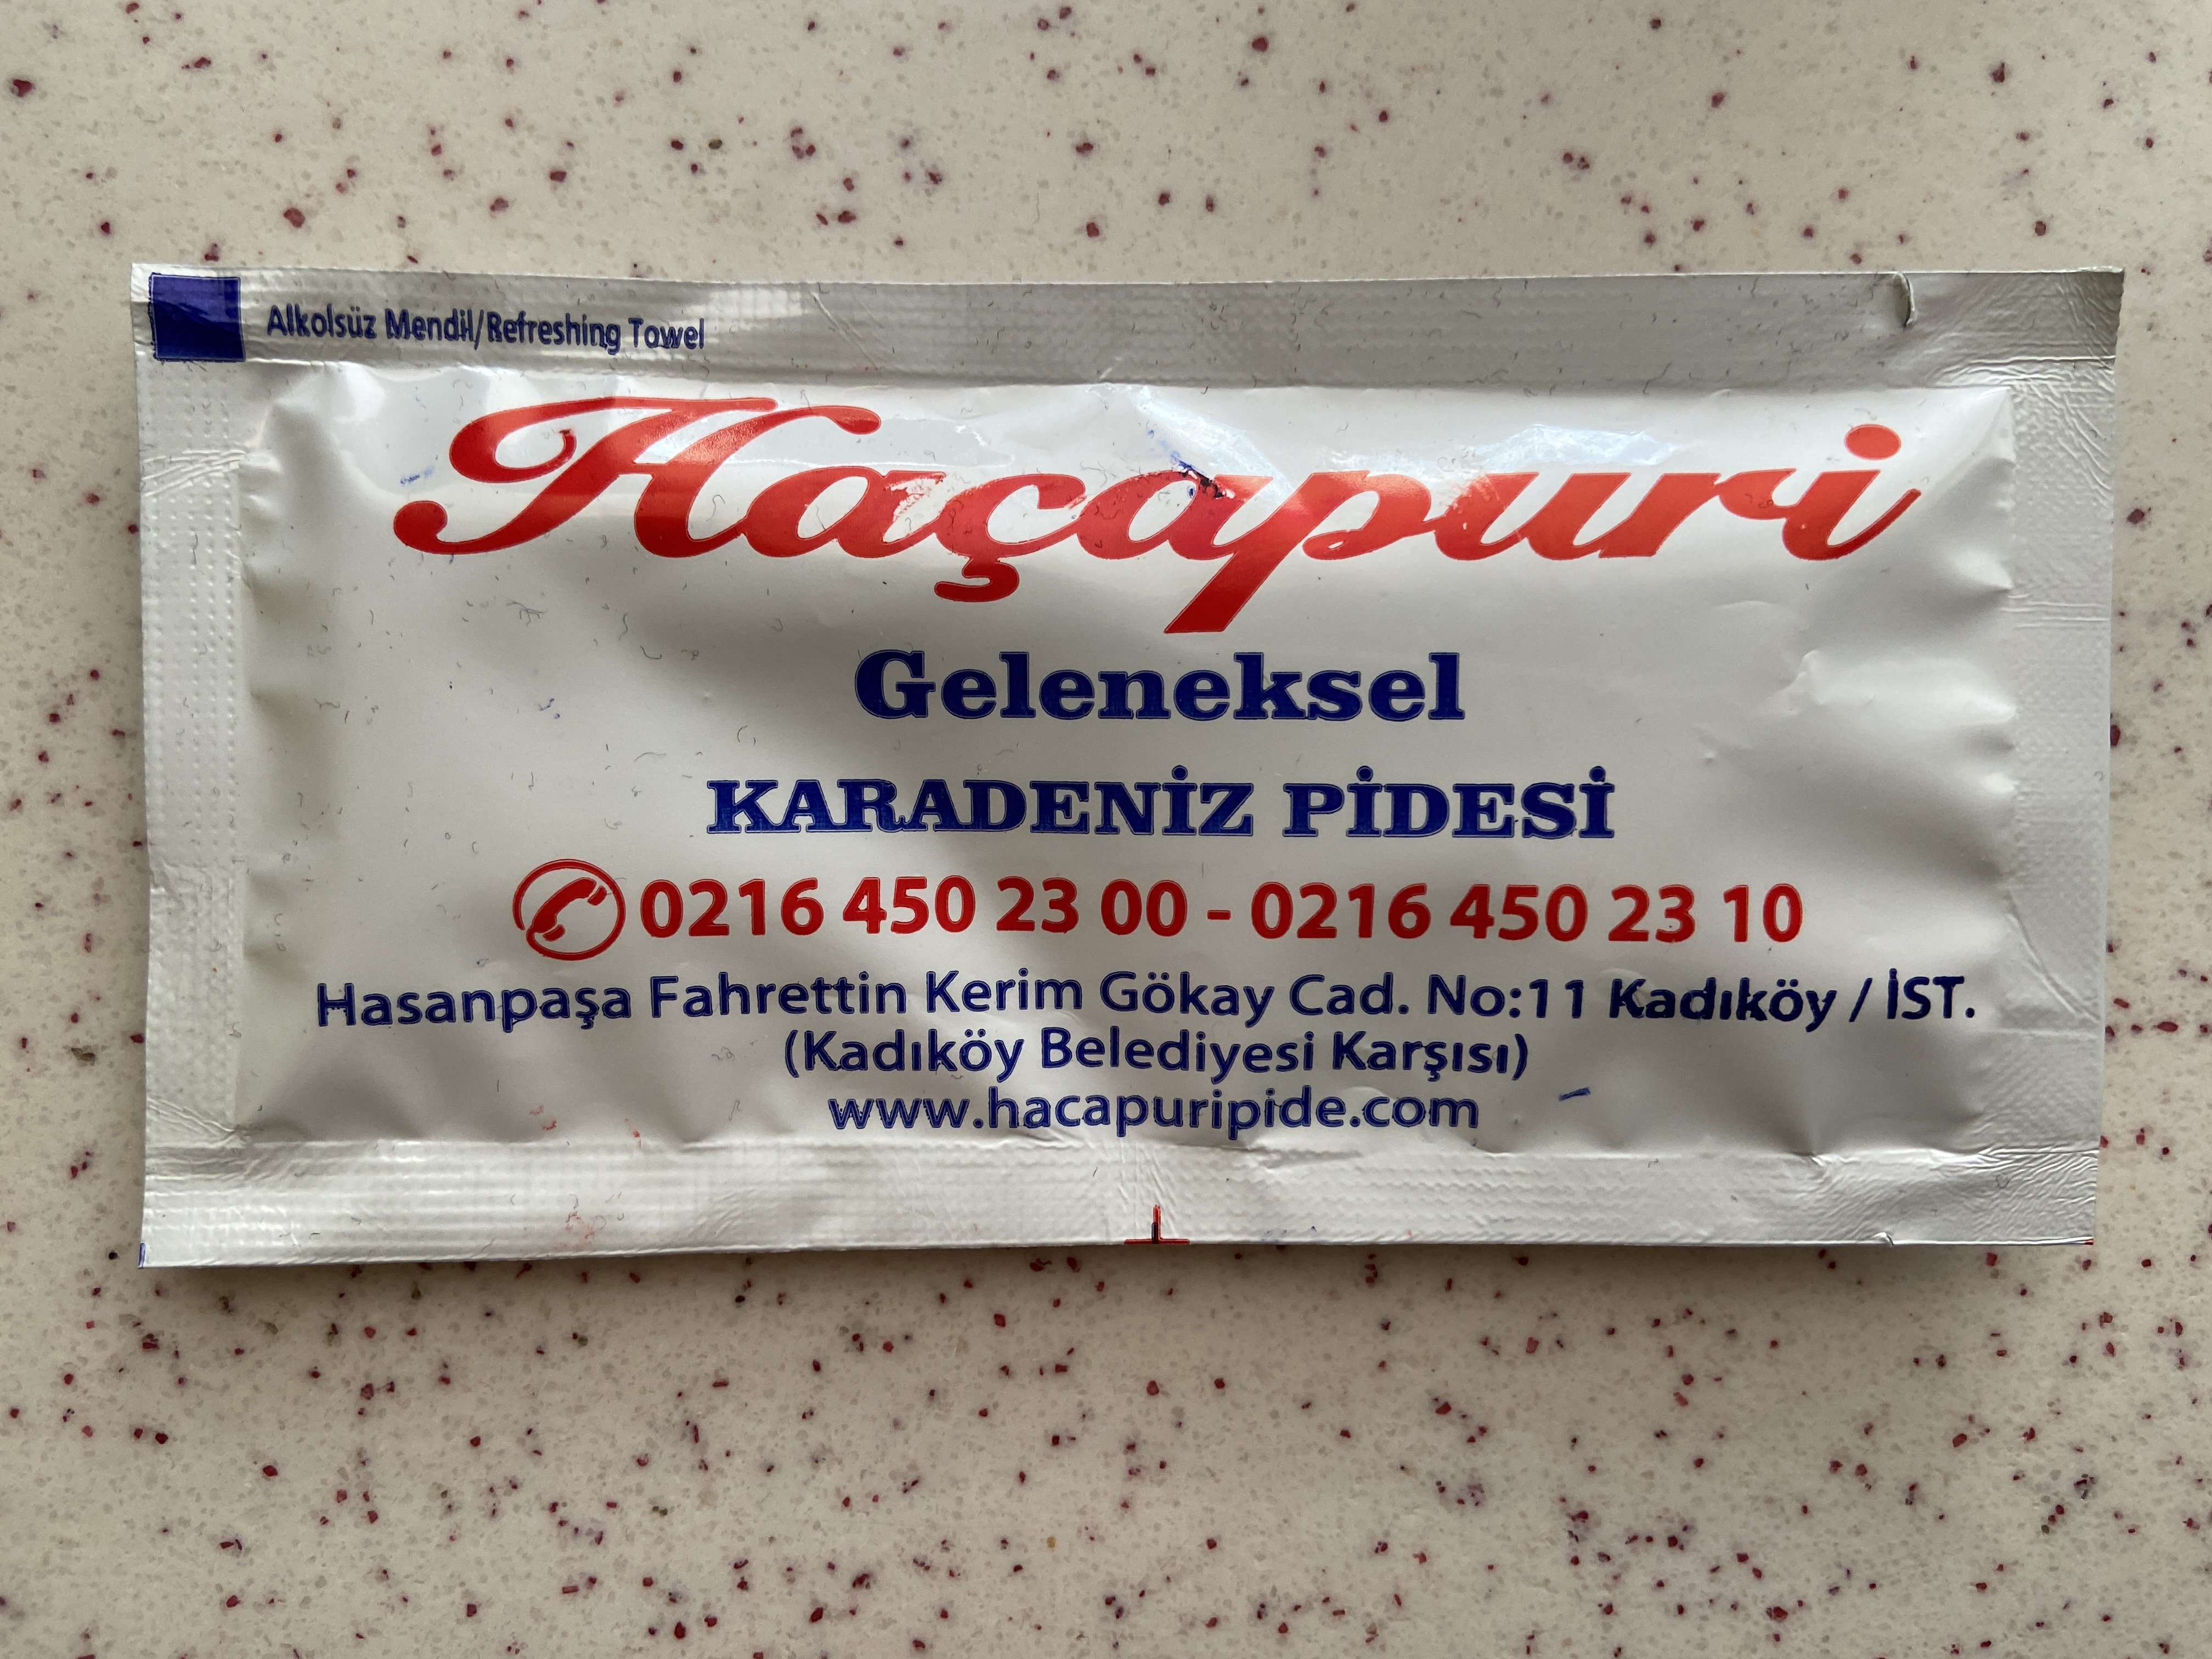 Alkolsüz Mendil/Refreshing Towel
Haçapuri
Geleneksel
KARADENİZ PİDESİ
0216 450 23 00 - 0216 450 23 10
Hasanpaşa Fahrettin Kerim Gökay Cad. No:11 Kadıköy / İST.
(Kadıköy Belediyesi Karşısı)
www.hacapuripide.com